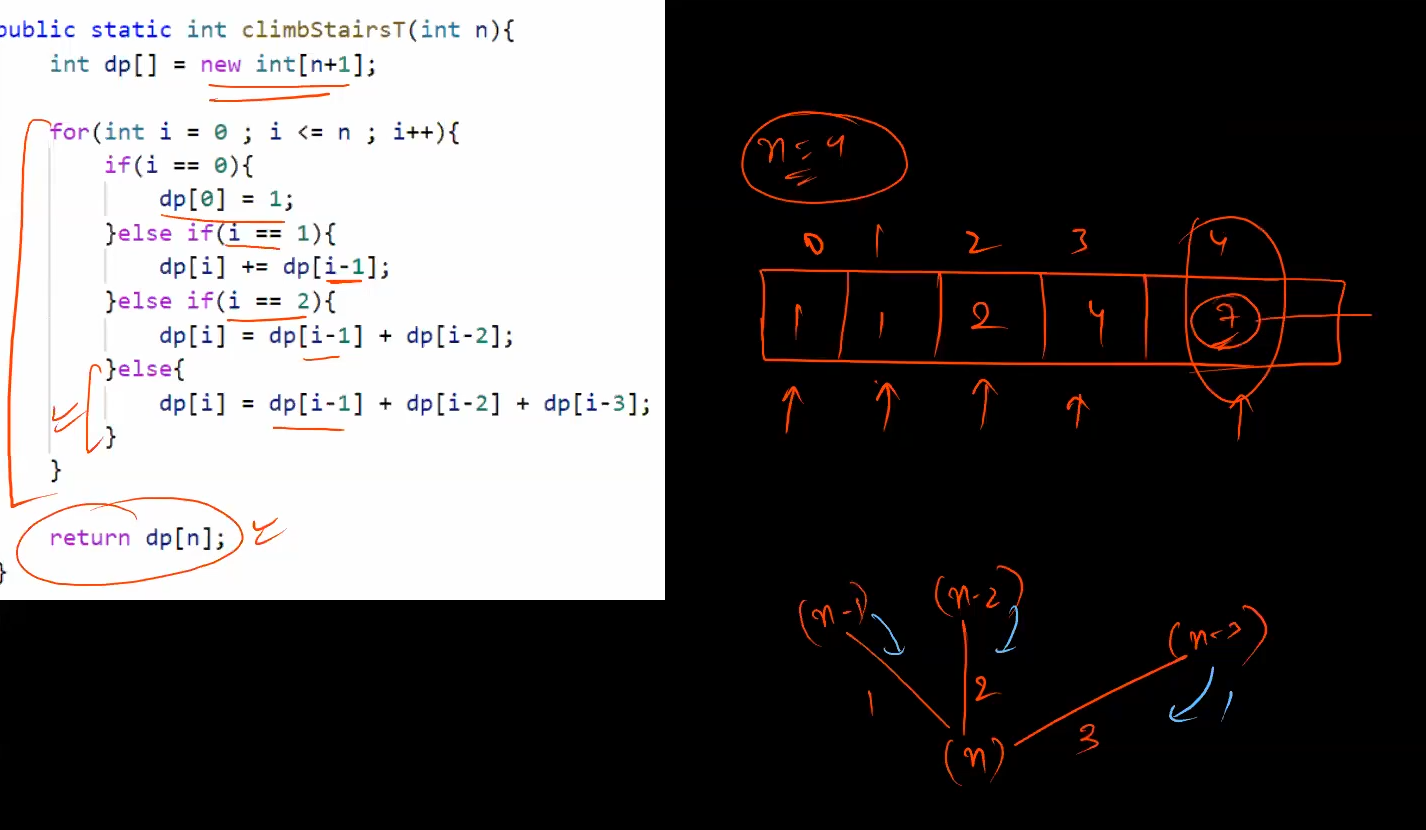 public static int climbStairsT(int n){
int dp[] = new int[n+1];
for(int i = 0 ; i <= n ; i++){
if(i == 0){
dp[0] = 1;
}else if(i == 1){
dp[i] += dp[i-1];
}else if(i == 2){
dp[i] = dp[i-1] + dp[i-2];
}else{
dp[i] = dp[i-1] + dp[i-2] + dp[i-3];
}
}
return dp[n];
}
n = 4
0 1 2 3 4
1 1 2 4 7
(n-1) (n-2) (n-3)
1 2 3
(n)